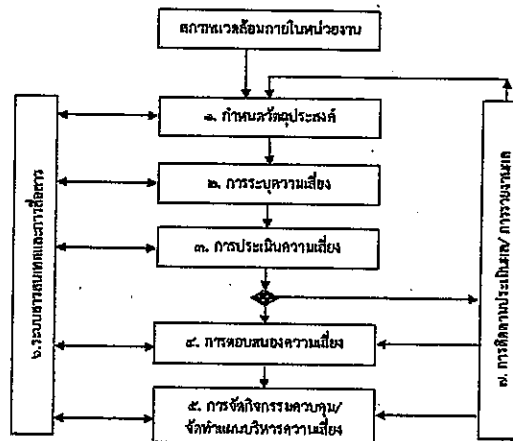 สภาพแวดล้อมภายในหน่วยงาน
๑. กำหนดวัตถุประสงค์
๒. การระบุความเสี่ยง
๓. การประเมินความเสี่ยง
๔. การตอบสนองความเสี่ยง
๕. การจัดกิจกรรมควบคุม/
จัดทำแผนบริหารความเสี่ยง
๖.ระบบสารสนเทศและการสื่อสาร
๗. การติดตามประเมินผล/ การรายงานผล